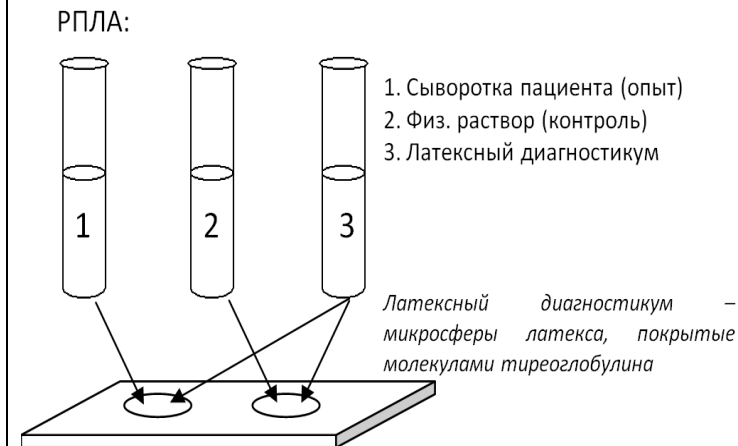 РПЛА:
1. Сыворотка пациента (опыт)
2. Физ. раствор (контроль)
3. Латексный диагностикум
1 2 3
Латексный диагностикум –
микросферы латекса, покрытые
молекулами тиреоглобулина